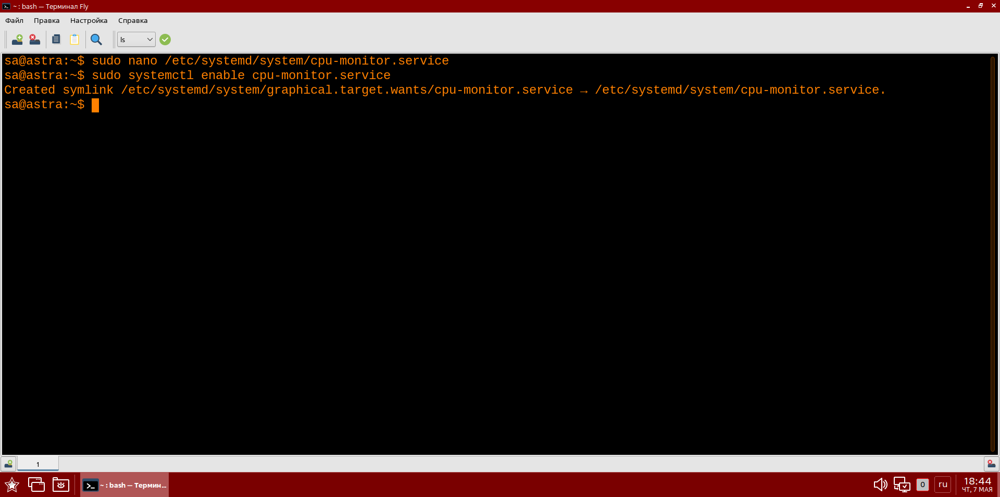 ~ : bash — Терминал Fly
Файл Правка Настройка Справка
ls
sa@astra:~$ sudo nano /etc/systemd/system/cpu-monitor.service
sa@astra:~$ sudo systemctl enable cpu-monitor.service
Created symlink /etc/systemd/system/graphical.target.wants/cpu-monitor.service → /etc/systemd/system/cpu-monitor.service.
sa@astra:~$
1
~ : bash — Термин...
0
ru
18:44
ЧТ, 7 МАЯ